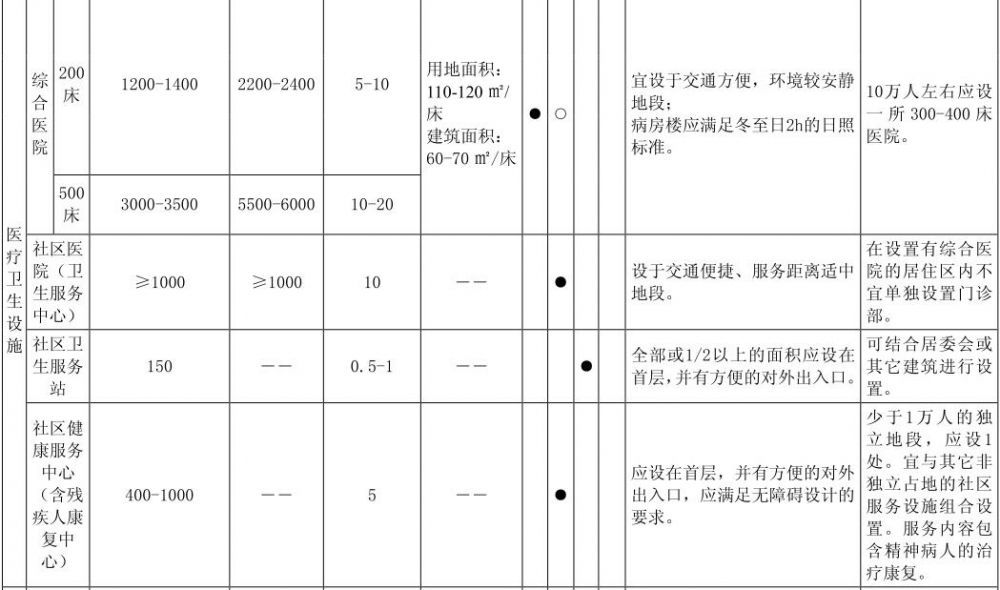 医
疗
卫
生
设
施
综
合
医
院
200
床
1200-1400
2200-2400
5-10
用地面积：
110-120 ㎡/
床
建筑面积：
60-70 ㎡/床
●
○
宜设于交通方便，环境较安静
地段；
病房楼应满足冬至日2h的日照
标准。
10万人左右应设
一所300-400床
医院。
500
床
3000-3500
5500-6000
10-20
社区医
院（卫
生服务
中心）
≥1000
≥1000
10
——
●
设于交通便捷、服务距离适中
地段。
在设置有综合医
院的居住区内不
宜单独设置门诊
部。
社区卫
生服务
站
150
——
0.5-1
——
●
全部或1/2以上的面积应设在
首层，并有方便的对外出入口。
可结合居委会或
其它建筑进行设
置。
社区健
康服务
中心
（含残
疾人康
复中
心）
400-1000
——
5
——
●
应设在首层，并有方便的对外
出入口，应满足无障碍设计的
要求。
少于1万人的独
立地段，应设1
处。宜与其它非
独立占地的社区
服务设施组合设
置。服务内容包
含精神病人的治
疗康复。